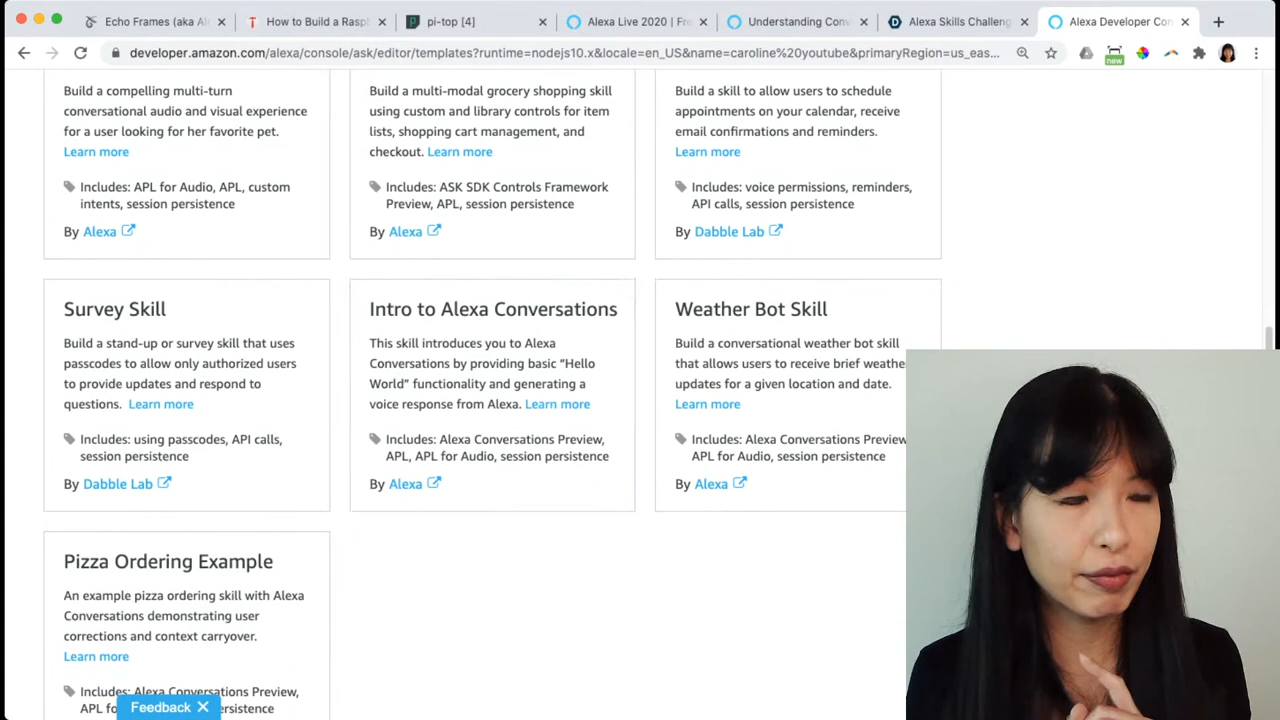 Echo Frames (aka Al
How to Build a Raspb
pi-top [4]
Alexa Live 2020 | Fre
Understanding Conv
Alexa Skills Challeng
Alexa Developer Con
developer.amazon.com/alexa/console/ask/editor/templates?runtime=nodejs10.x&locale=en_US&name=caroline%20youtube&primaryRegion=us_eas...
new
Build a compelling multi-turn
conversational audio and visual experience
for a user looking for her favorite pet.
Learn more
Includes: APL for Audio, APL, custom
intents, session persistence
By Alexa
Build a multi-modal grocery shopping skill
using custom and library controls for item
lists, shopping cart management, and
checkout. Learn more
Includes: ASK SDK Controls Framework
Preview, APL, session persistence
By Alexa
Build a skill to allow users to schedule
appointments on your calendar, receive
email confirmations and reminders.
Learn more
Includes: voice permissions, reminders,
API calls, session persistence
By Dabble Lab
Survey Skill
Build a stand-up or survey skill that uses
passcodes to allow only authorized users
to provide updates and respond to
questions. Learn more
Includes: using passcodes, API calls,
session persistence
By Dabble Lab
Intro to Alexa Conversations
This skill introduces you to Alexa
Conversations by providing basic “Hello
World” functionality and generating a
voice response from Alexa. Learn more
Includes: Alexa Conversations Preview,
APL, APL for Audio, session persistence
By Alexa
Weather Bot Skill
Build a conversational weather bot skill
that allows users to receive brief weather
updates for a given location and date.
Learn more
Includes: Alexa Conversations Preview
APL for Audio, session persistence
By Alexa
Pizza Ordering Example
An example pizza ordering skill with Alexa
Conversations demonstrating user
corrections and context carryover.
Learn more
Includes: Alexa Conversations Preview,
APL fo
ersistence
Feedback